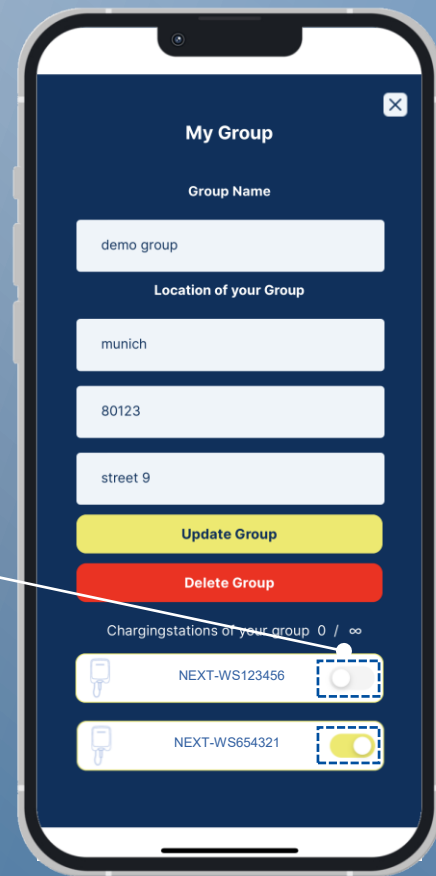 My Group
Group Name
demo group
Location of your Group
munich
80123
street 9
Update Group
Delete Group
Chargingstations of your group 0 / ∞
NEXT-WS123456
NEXT-WS654321